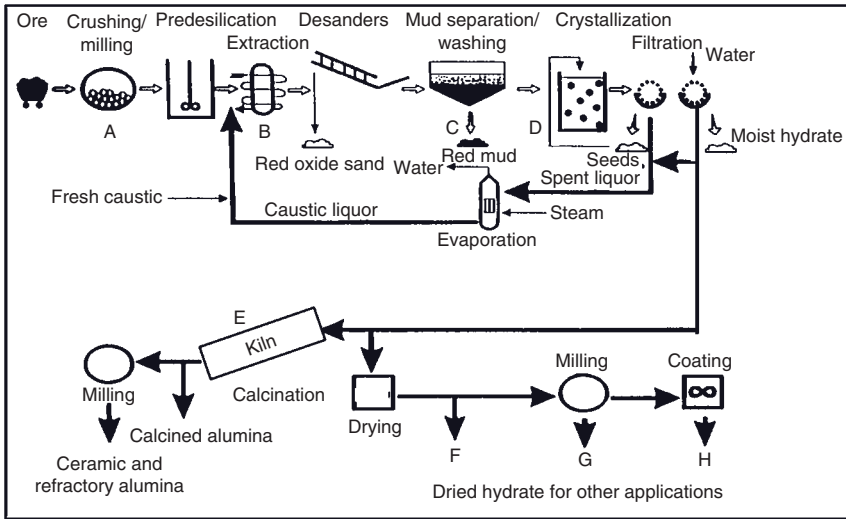 Ore
Crushing/
milling
Predesilication
Extraction
Desanders
Mud separation/
washing
Crystallization
Filtration
Water
A
B
C
D
Red oxide sand
Red mud
Seeds,
Moist hydrate
Water
Spent liquor
Fresh caustic
Caustic liquor
Steam
Evaporation
E
Kiln
Milling
Calcination
Calcined alumina
Ceramic and
refractory alumina
Drying
Milling
Coating
F
G
H
Dried hydrate for other applications